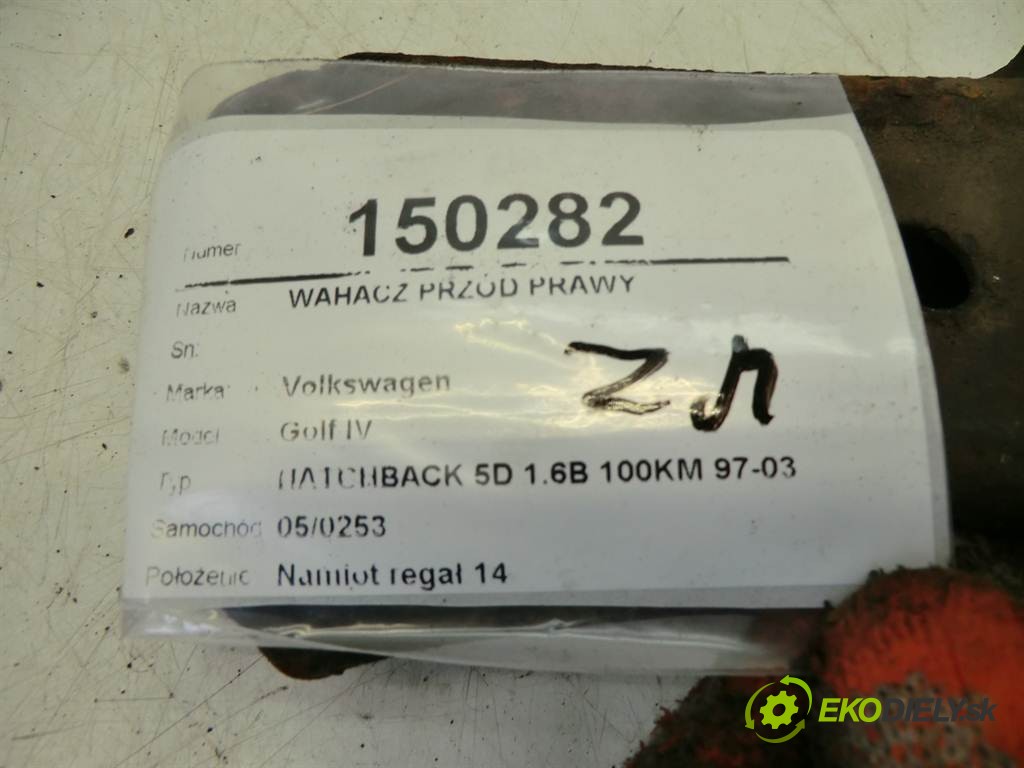 Numer 150282
Nazwa WAHACZ PRZÓD PRAWY
Sn:
Marka: Volkswagen
Model Golf IV
Typ HATCHBACK 5D 1.6B 100KM 97-03
Samochód 05/0253
Położenie Namiot regał 14
EKODIELY.sk